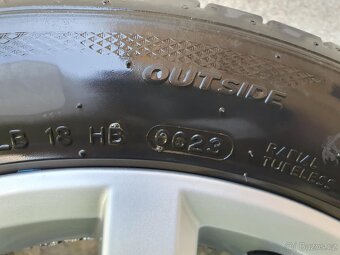 OUTSIDE
LB 18 HB 0623
RADIAL
TUBELESS